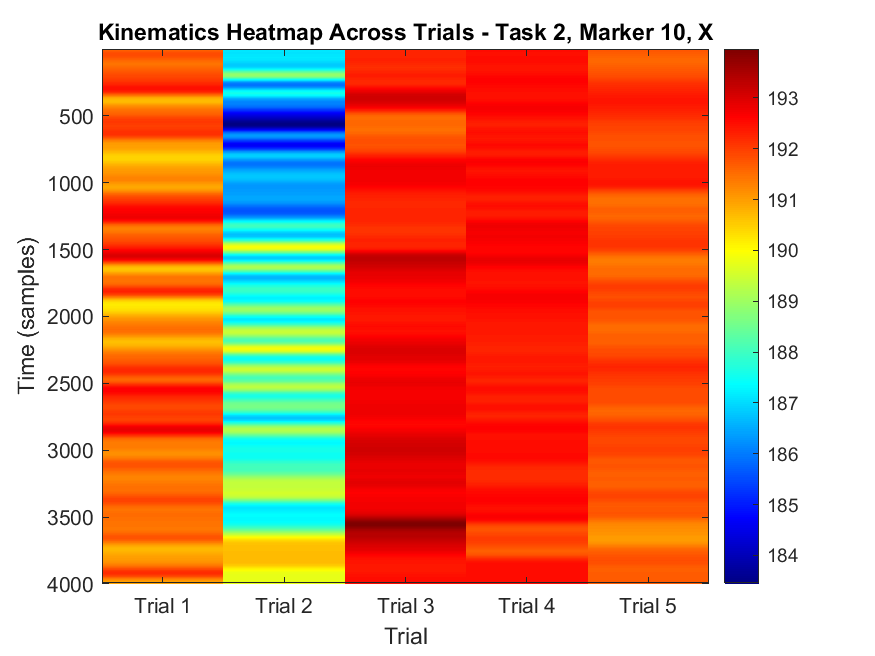 Kinematics Heatmap Across Trials - Task 2, Marker 10, X
500
1000
1500
2000
2500
3000
3500
4000
Time (samples)
Trial 1
Trial 2
Trial 3
Trial 4
Trial 5
Trial
193
192
191
190
189
188
187
186
185
184